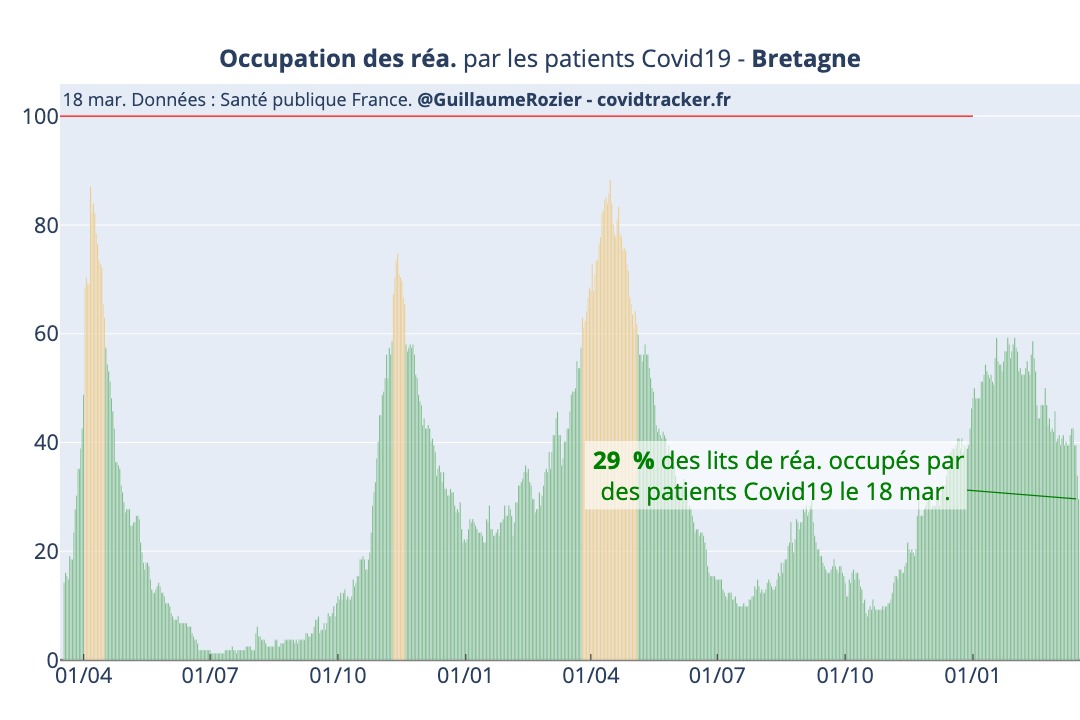 Occupation des réa. par les patients Covid19 - Bretagne
18 mar. Données : Santé publique France. @GuillaumeRozier - covidtracker.fr
100
80
60
40
29 % des lits de réa. occupés par
des patients Covid19 le 18 mar.
20
0
01/04 01/07 01/10 01/01 01/04 01/07 01/10 01/01